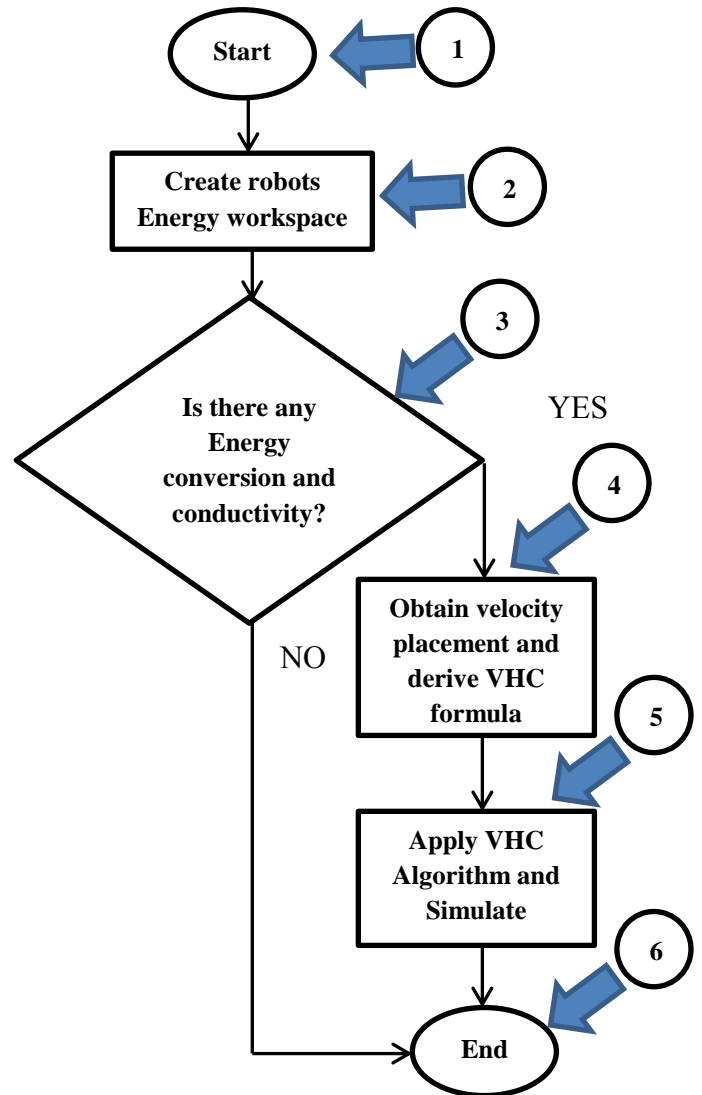 Start
1
Create robots
Energy workspace
2
3
Is there any
Energy
conversion and
conductivity?
YES
4
Obtain velocity
placement and
derive VHC
formula
NO
5
Apply VHC
Algorithm and
Simulate
6
End